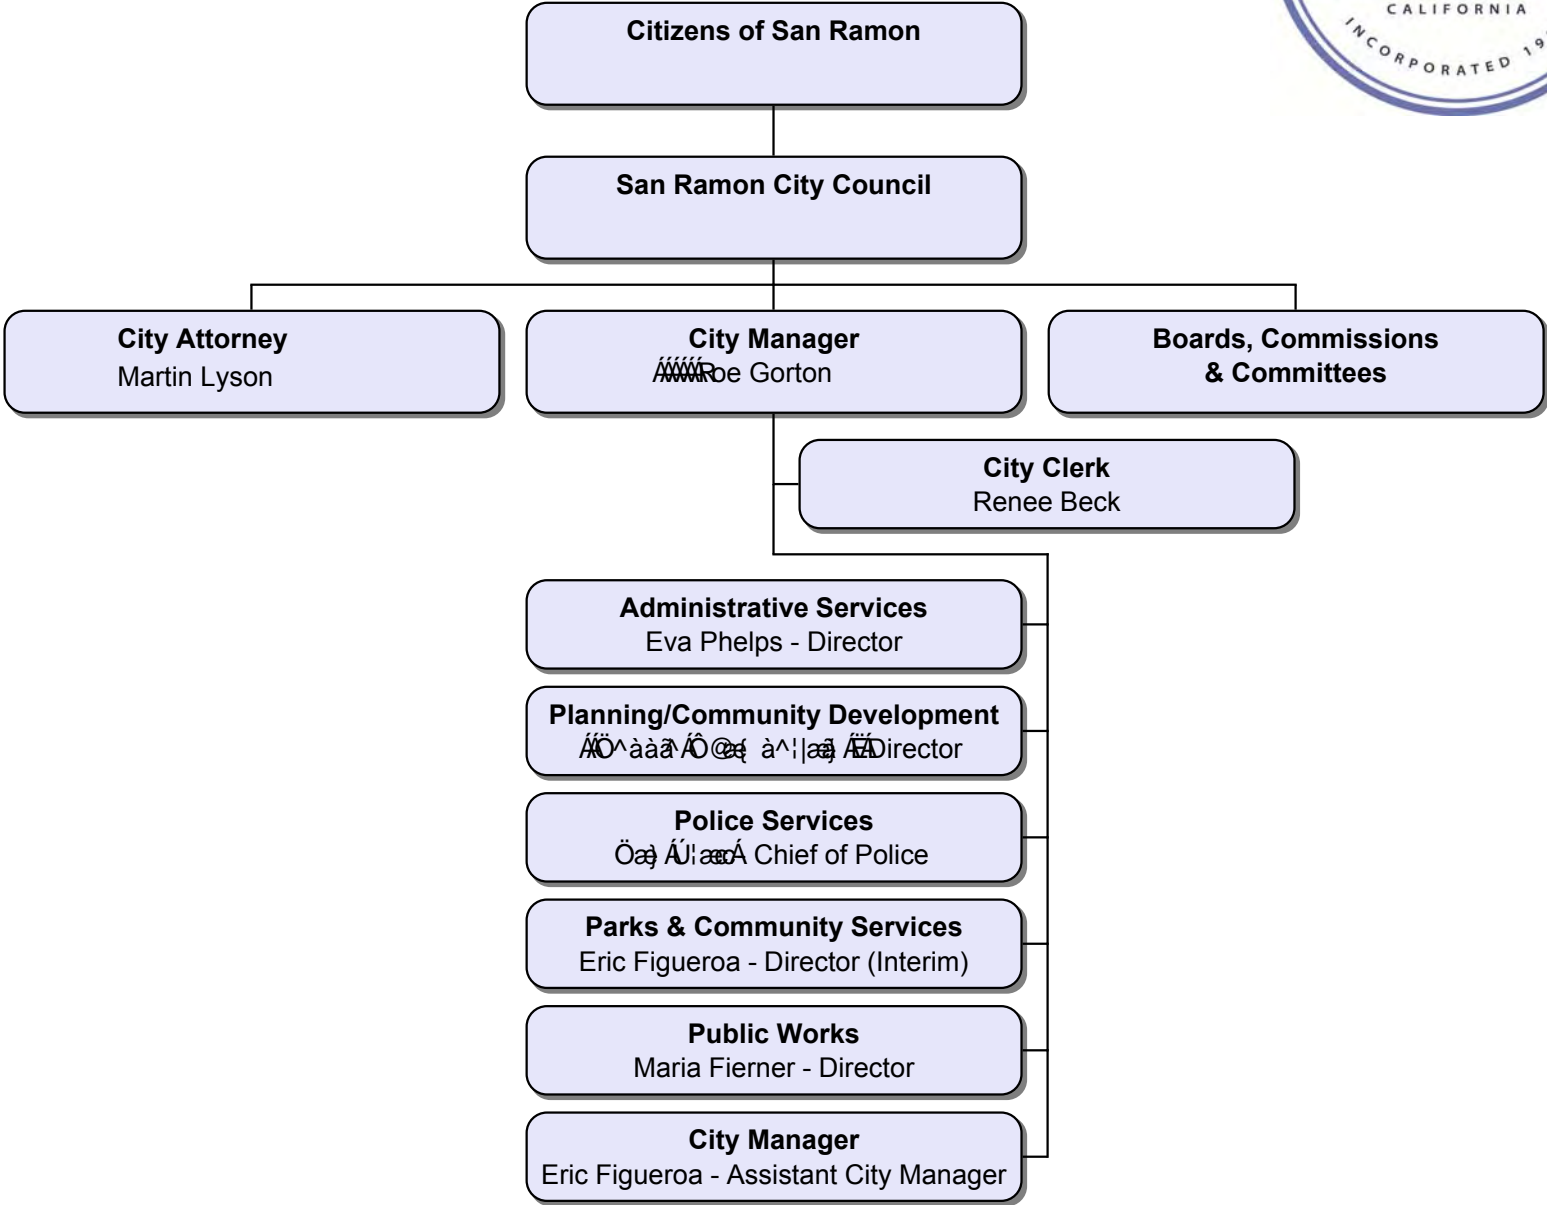 CALIFORNIA
INCORPORATED
Citizens of San Ramon
San Ramon City Council
City Attorney
Martin Lyson
City Manager
Gorton
Boards, Commissions
& Committees
City Clerk
Renee Beck
Administrative Services
Eva Phelps - Director
Planning/Community Development
Director
Police Services
Chief of Police
Parks & Community Services
Eric Figueroa - Director (Interim)
Public Works
Maria Fierner - Director
City Manager
Eric Figueroa - Assistant City Manager